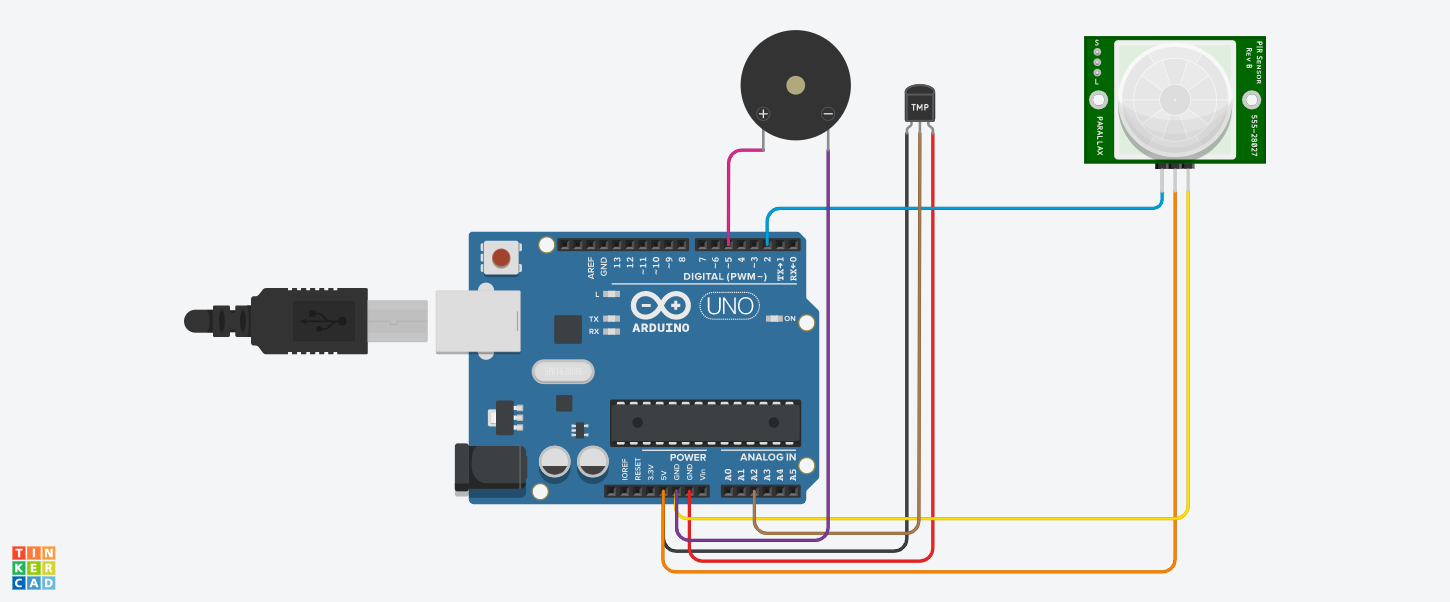 S
L
PIR Sensor
Rev B
PARALLAX
555-28027
+
−
TMP
AREF
GND
13
12
~11
~10
~9
8
7
~6
~5
4
~3
2
TX→1
RX←0
DIGITAL (PWM~)
L
TX
RX
ARDUINO
UNO
ON
POWER
ANALOG IN
IOREF
RESET
3.3V
5V
GND
GND
Vin
A0
A1
A2
A3
A4
A5
TIN
KER
CAD